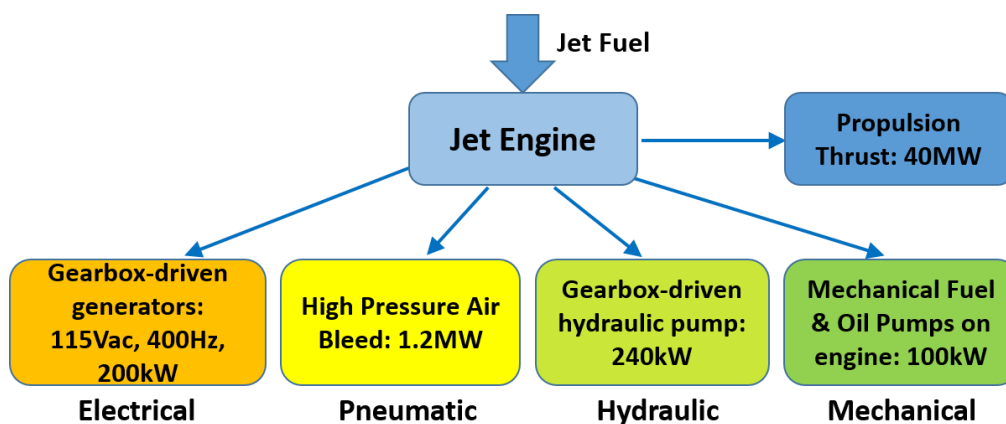 Jet Fuel
Jet Engine
Propulsion
Thrust: 40MW
Gearbox-driven
generators:
115Vac, 400Hz,
200kW
High Pressure Air
Bleed: 1.2MW
Gearbox-driven
hydraulic pump:
240kW
Mechanical Fuel
& Oil Pumps on
engine: 100kW
Electrical
Pneumatic
Hydraulic
Mechanical